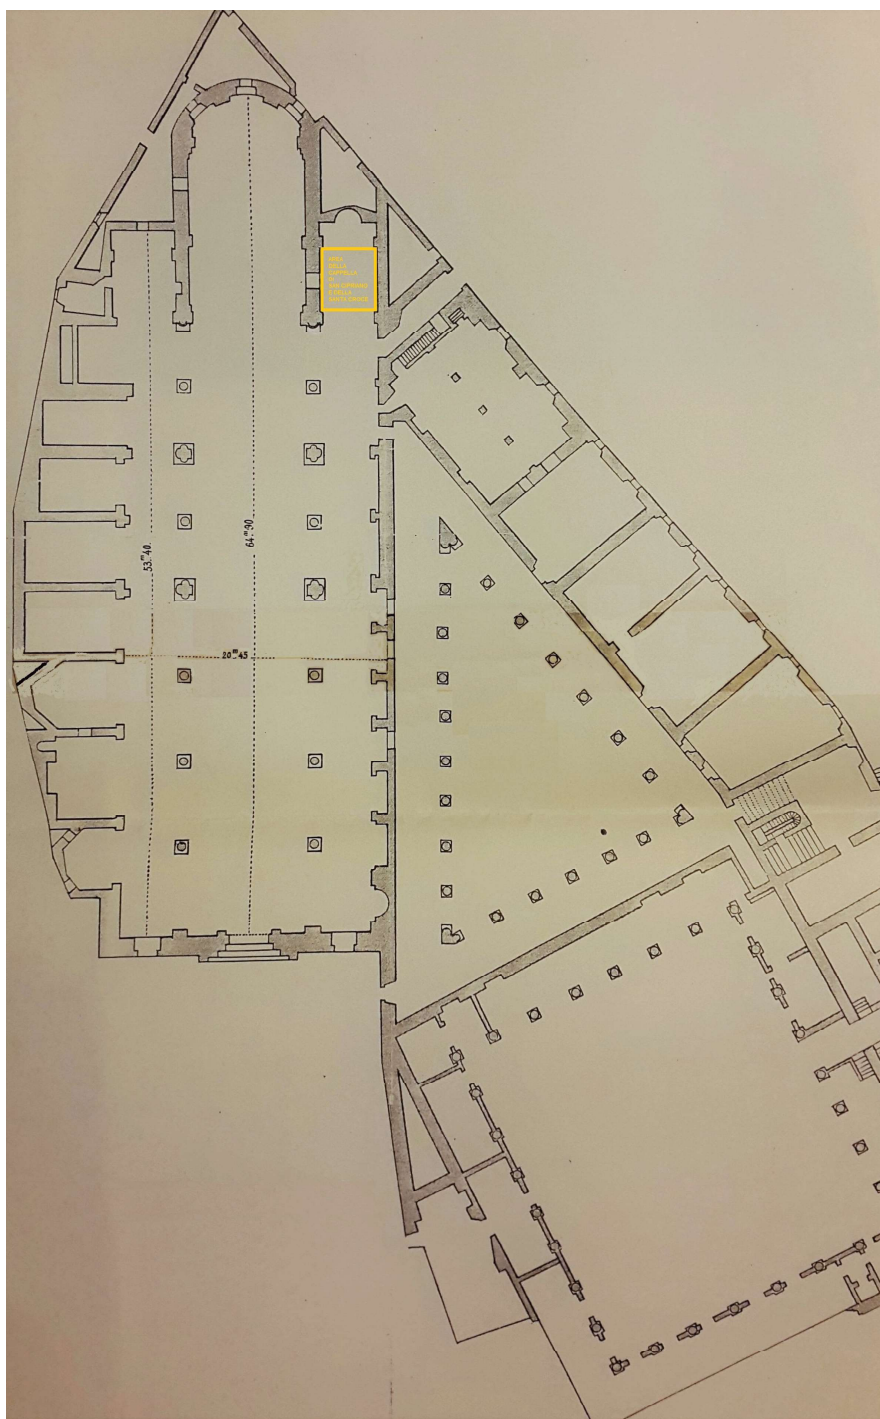 AREA
DELLA
CAPPELLA
DI
SAN CIPRIANO
E DELLA
SANTA CROCE
53.ᵐ40
64.ᵐ90
20.ᵐ45